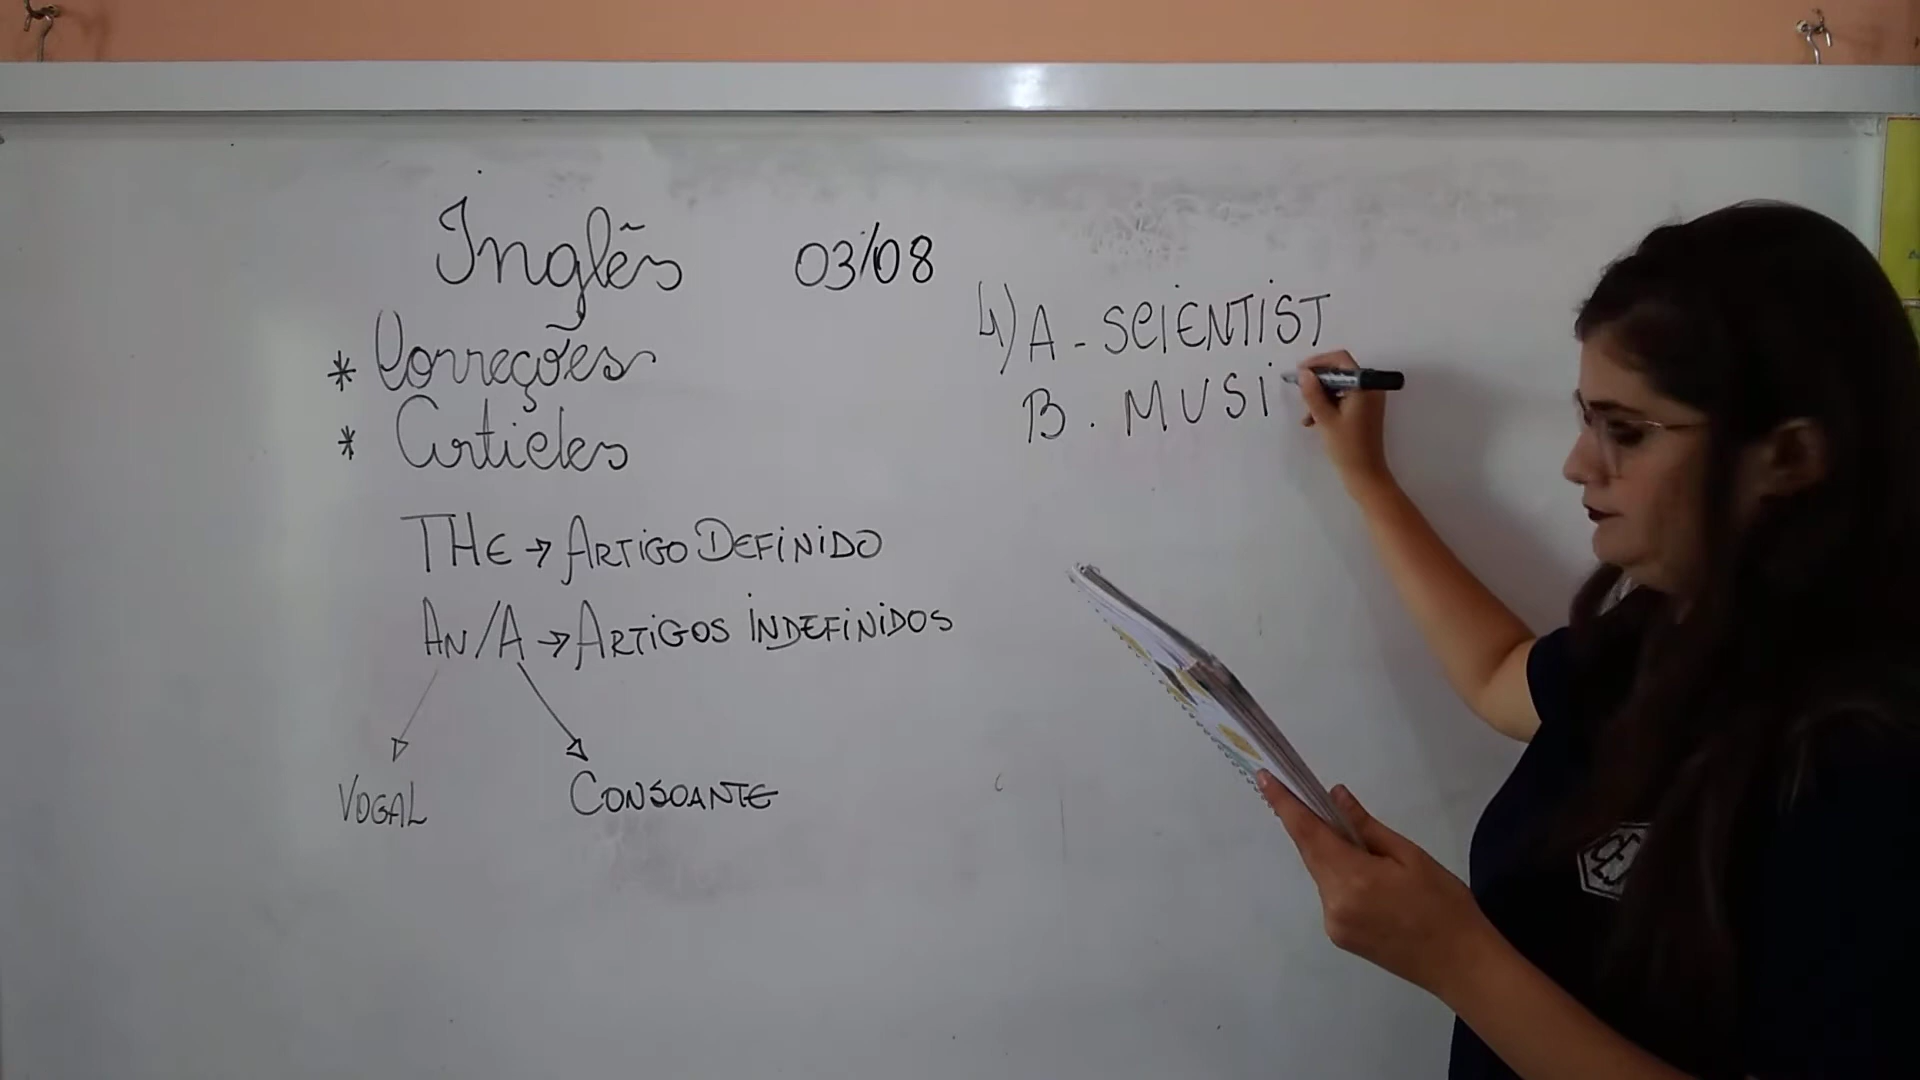 Inglês 03/08
* Correções
* Articles
THE → ARTIGO DEFINIDO
AN/A → ARTIGOS INDEFINIDOS
VOGAL CONSOANTE
4) A - SCIENTIST
B. MUSI